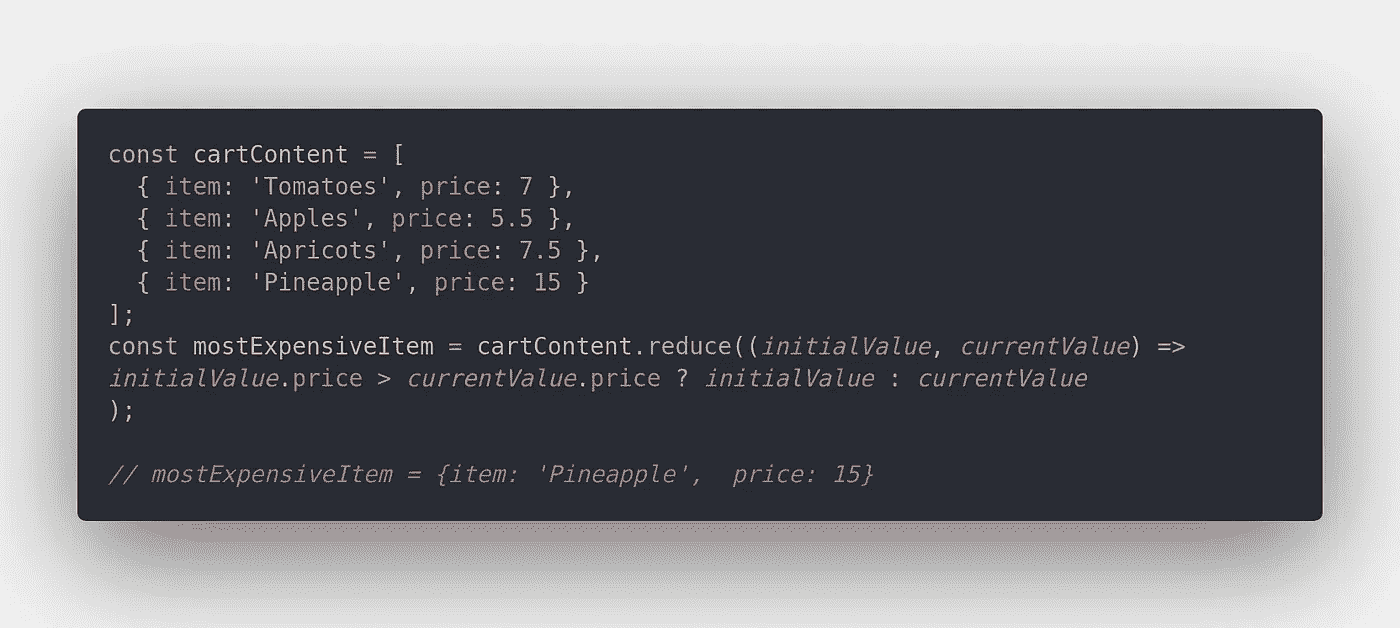 const cartContent = [
  { item: 'Tomatoes', price: 7 },
  { item: 'Apples', price: 5.5 },
  { item: 'Apricots', price: 7.5 },
  { item: 'Pineapple', price: 15 }
];
const mostExpensiveItem = cartContent.reduce((initialValue, currentValue) =>
initialValue.price > currentValue.price ? initialValue : currentValue
);

// mostExpensiveItem = {item: 'Pineapple',  price: 15}